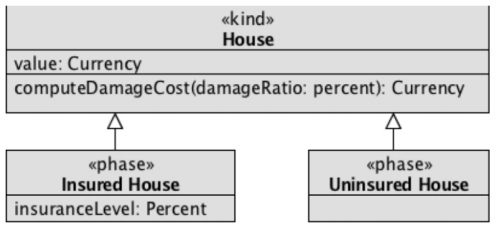 «kind»
House
value: Currency
computeDamageCost(damageRatio: percent): Currency
«phase»
Insured House
insuranceLevel: Percent
«phase»
Uninsured House